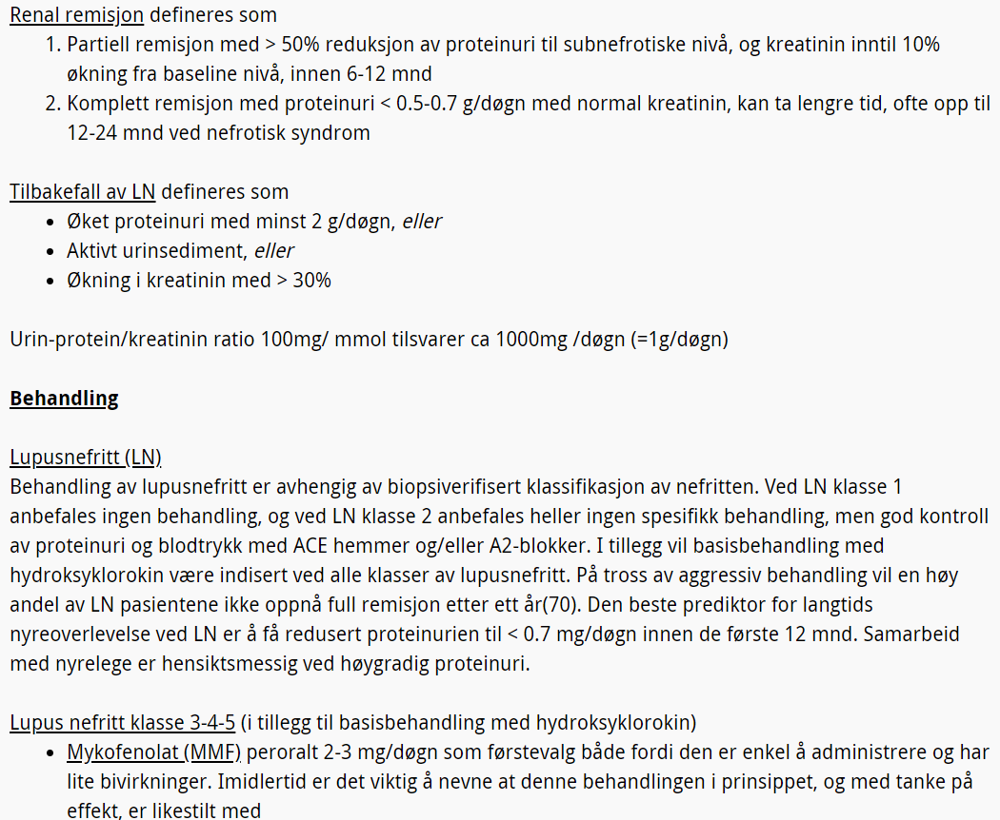 Renal remisjon defineres som
1. Partiell remisjon med > 50% reduksjon av proteinuri til subnefrotiske nivå, og kreatinin inntil 10%
økning fra baseline nivå, innen 6-12 mnd
2. Komplett remisjon med proteinuri < 0.5-0.7 g/døgn med normal kreatinin, kan ta lengre tid, ofte opp til
12-24 mnd ved nefrotisk syndrom
Tilbakefall av LN defineres som
• Øket proteinuri med minst 2 g/døgn, eller
• Aktivt urinsediment, eller
• Økning i kreatinin med > 30%
Urin-protein/kreatinin ratio 100mg/ mmol tilsvarer ca 1000mg /døgn (=1g/døgn)
Behandling
Lupusnefritt (LN)
Behandling av lupusnefritt er avhengig av biopsiverifisert klassifikasjon av nefritten. Ved LN klasse 1
anbefales ingen behandling, og ved LN klasse 2 anbefales heller ingen spesifikk behandling, men god kontroll
av proteinuri og blodtrykk med ACE hemmer og/eller A2-blokker. I tillegg vil basisbehandling med
hydroksyklorokin være indisert ved alle klasser av lupusnefritt. På tross av aggressiv behandling vil en høy
andel av LN pasientene ikke oppnå full remisjon etter ett år(70). Den beste prediktor for langtids
nyreoverlevelse ved LN er å få redusert proteinurien til < 0.7 mg/døgn innen de første 12 mnd. Samarbeid
med nyrelege er hensiktsmessig ved høygradig proteinuri.
Lupus nefritt klasse 3-4-5 (i tillegg til basisbehandling med hydroksyklorokin)
• Mykofenolat (MMF) peroralt 2-3 mg/døgn som førstevalg både fordi den er enkel å administrere og har
lite bivirkninger. Imidlertid er det viktig å nevne at denne behandlingen i prinsippet, og med tanke på
effekt, er likestilt med